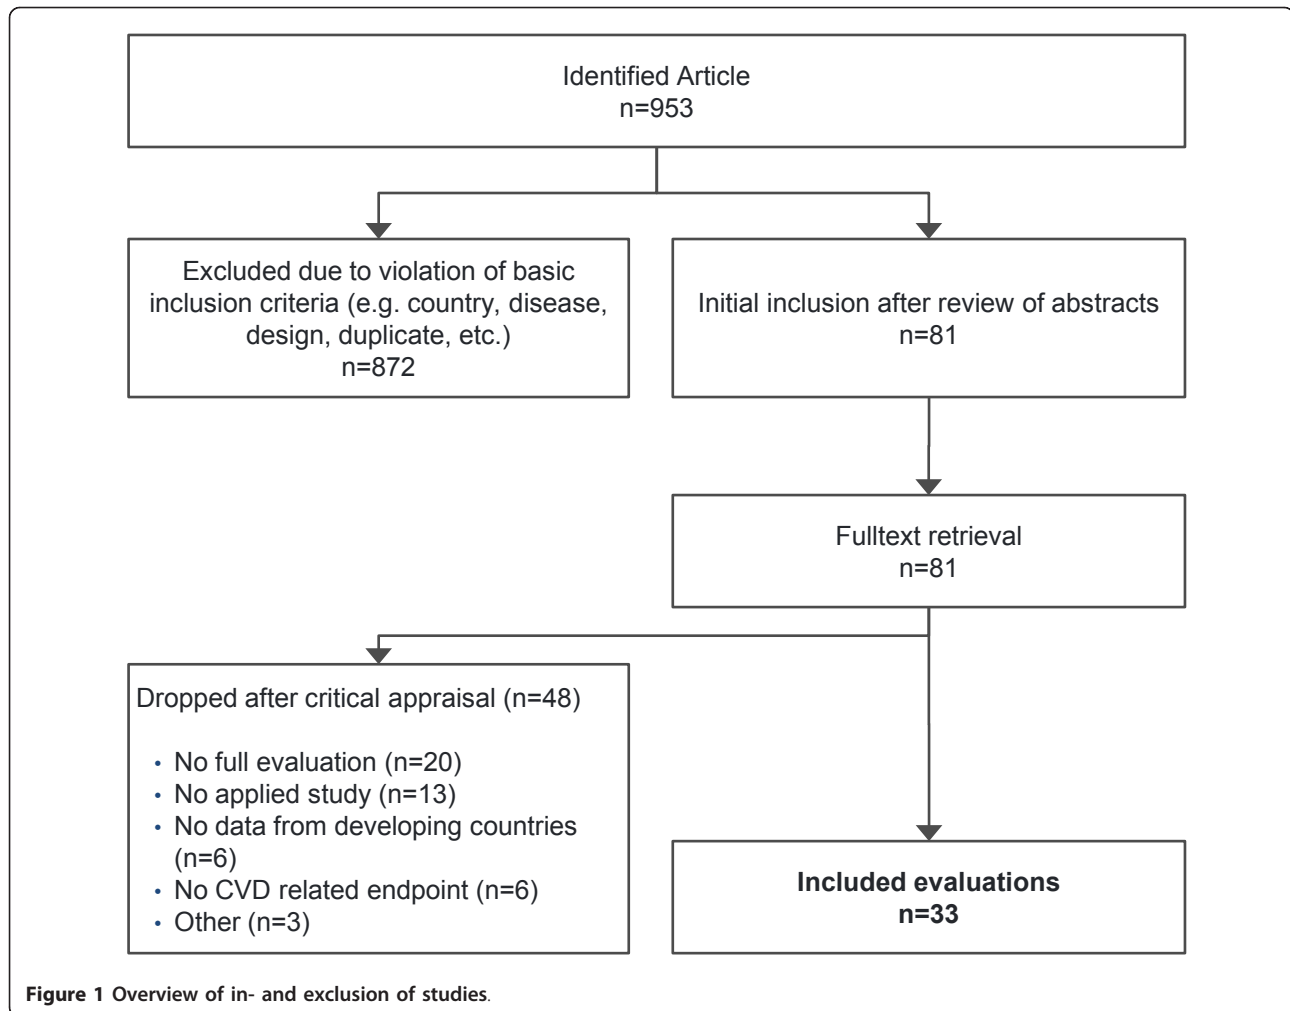 Identified Article
n=953
Excluded due to violation of basic
inclusion criteria (e.g. country, disease,
design, duplicate, etc.)
n=872
Initial inclusion after review of abstracts
n=81
Fulltext retrieval
n=81
Dropped after critical appraisal (n=48)
• No full evaluation (n=20)
• No applied study (n=13)
• No data from developing countries
(n=6)
• No CVD related endpoint (n=6)
• Other (n=3)
Included evaluations
n=33
Figure 1 Overview of in- and exclusion of studies.